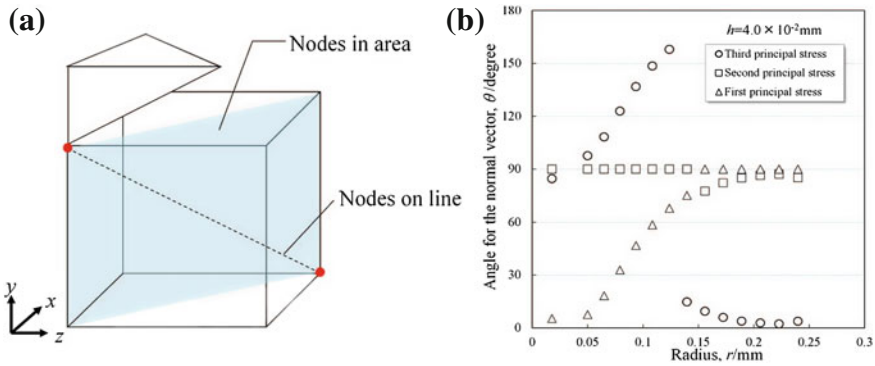 (a)
Nodes in area
Nodes on line
y
x
z
(b)
180
150
120
90
60
30
0
0
0.05
0.1
0.15
0.2
0.25
0.3
Angle for the normal vector, θ/degree
Radius, r/mm
h=4.0 × 10⁻²mm
Third principal stress
Second principal stress
First principal stress